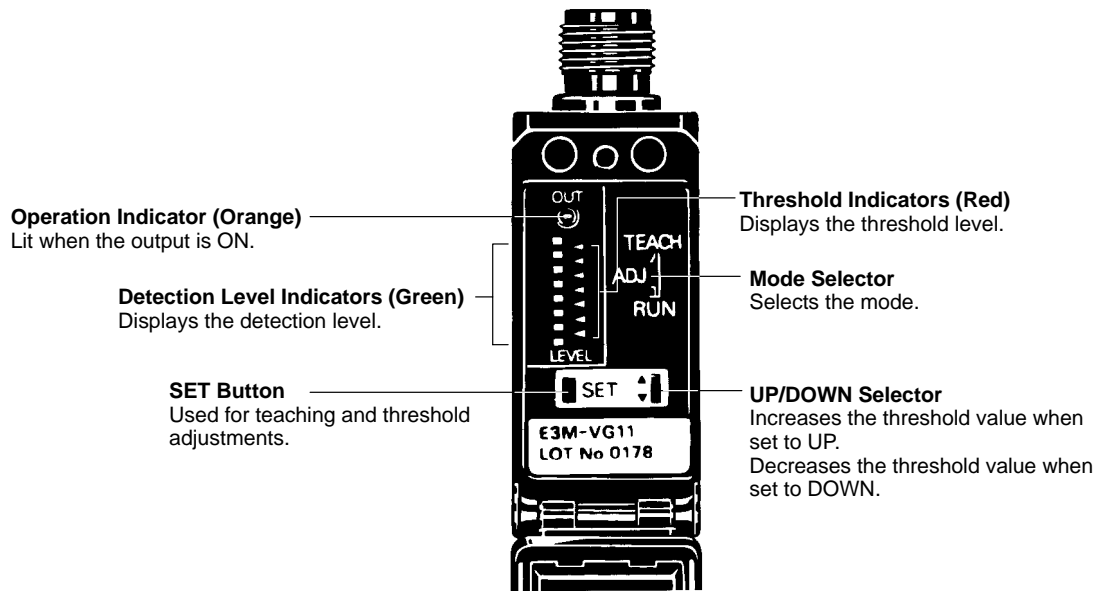 OUT
Operation Indicator (Orange)
Lit when the output is ON.
Threshold Indicators (Red)
Displays the threshold level.
TEACH
ADJ
RUN
Mode Selector
Selects the mode.
Detection Level Indicators (Green)
Displays the detection level.
LEVEL
SET Button
Used for teaching and threshold
adjustments.
SET
UP/DOWN Selector
Increases the threshold value when
set to UP.
Decreases the threshold value when
set to DOWN.
E3M-VG11
LOT No 0178